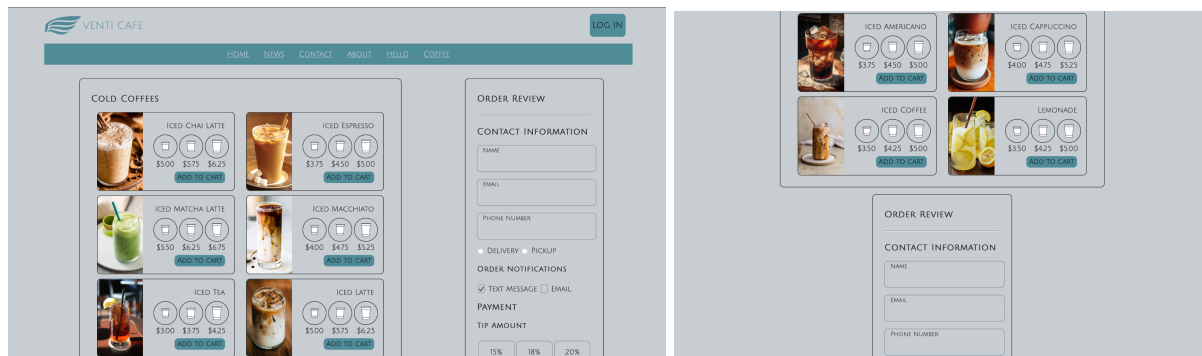 VENTI CAFE
LOG IN
HOME NEWS CONTACT ABOUT HELLO COFFEE
COLD COFFEES
ICED CHAI LATTE
$5.00 $5.75 $6.25
ADD TO CART
ICED ESPRESSO
$3.75 $4.50 $5.00
ADD TO CART
ICED MATCHA LATTE
$5.50 $6.25 $6.75
ADD TO CART
ICED MACCHIATO
$4.00 $4.75 $5.25
ADD TO CART
ICED TEA
$3.00 $3.75 $4.25
ADD TO CART
ICED LATTE
$5.00 $5.75 $6.25
ADD TO CART
ORDER REVIEW
CONTACT INFORMATION
NAME
EMAIL
PHONE NUMBER
DELIVERY PICKUP
ORDER NOTIFICATIONS
TEXT MESSAGE EMAIL
PAYMENT
TIP AMOUNT
15% 18% 20%
ICED AMERICANO
$3.75 $4.50 $5.00
ADD TO CART
ICED CAPPUCCINO
$4.00 $4.75 $5.25
ADD TO CART
ICED COFFEE
$3.50 $4.25 $5.00
ADD TO CART
LEMONADE
$3.50 $4.25 $5.00
ADD TO CART
ORDER REVIEW
CONTACT INFORMATION
NAME
EMAIL
PHONE NUMBER